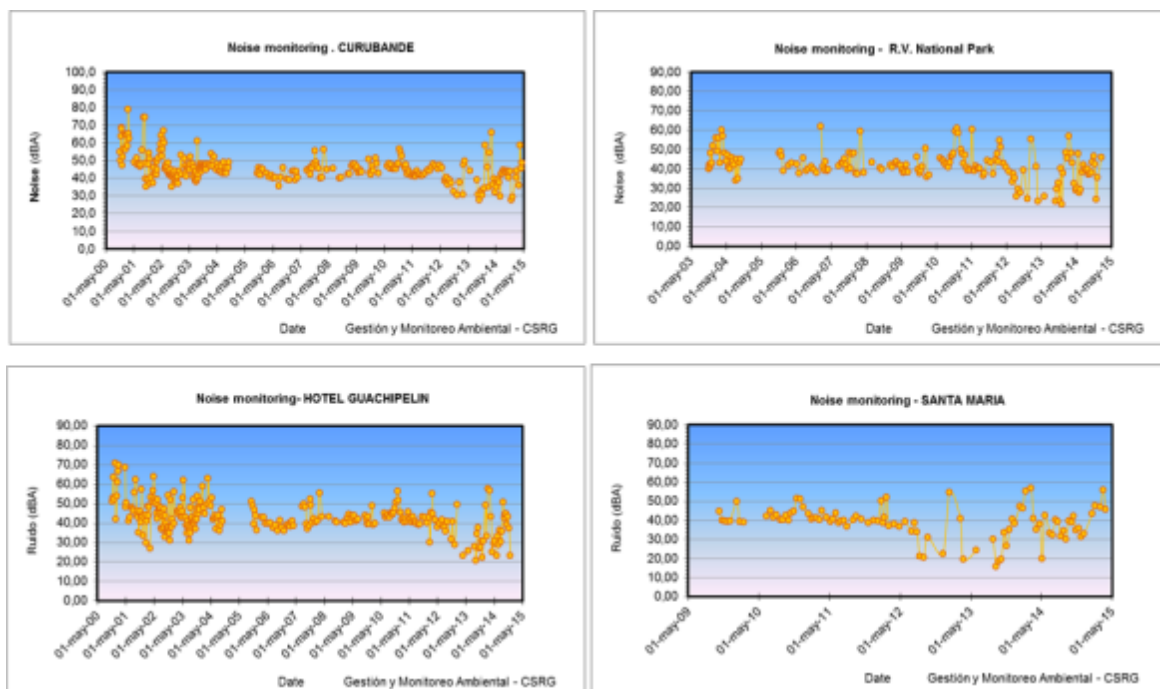 Noise monitoring . CURUBANDE
Noise (dBA)
100,0
90,0
80,0
70,0
60,0
50,0
40,0
30,0
20,0
10,0
0,0
01-may-00
01-may-01
01-may-02
01-may-03
01-may-04
01-may-05
01-may-06
01-may-07
01-may-08
01-may-09
01-may-10
01-may-11
01-may-12
01-may-13
01-may-14
01-may-15
Date Gestión y Monitoreo Ambiental - CSRG
Noise monitoring - R.V. National Park
Noise (dBA)
90,00
80,00
70,00
60,00
50,00
40,00
30,00
20,00
10,00
0,00
01-may-03
01-may-04
01-may-05
01-may-06
01-may-07
01-may-08
01-may-09
01-may-10
01-may-11
01-may-12
01-may-13
01-may-14
01-may-15
Date Gestión y Monitoreo Ambiental - CSRG
Noise monitoring- HOTEL GUACHIPELIN
Ruido (dBA)
90,00
80,00
70,00
60,00
50,00
40,00
30,00
20,00
10,00
0,00
01-may-00
01-may-01
01-may-02
01-may-03
01-may-04
01-may-05
01-may-06
01-may-07
01-may-08
01-may-09
01-may-10
01-may-11
01-may-12
01-may-13
01-may-14
01-may-15
Date Gestión y Monitoreo Ambiental - CSRG
Noise monitoring - SANTA MARIA
Ruido (dBA)
90,00
80,00
70,00
60,00
50,00
40,00
30,00
20,00
10,00
0,00
01-may-09
01-may-10
01-may-11
01-may-12
01-may-13
01-may-14
01-may-15
Date Gestión y Monitoreo Ambiental - CSRG